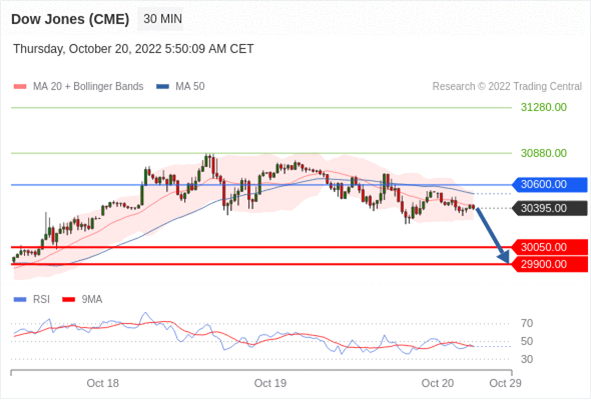 Dow Jones (CME) 30 MIN
Thursday, October 20, 2022 5:50:09 AM CET
MA 20 + Bollinger Bands MA 50 Research © 2022 Trading Central
31280.00
30880.00
30600.00
30395.00
30050.00
29900.00
RSI 9MA
70
50
30
Oct 18 Oct 19 Oct 20 Oct 29